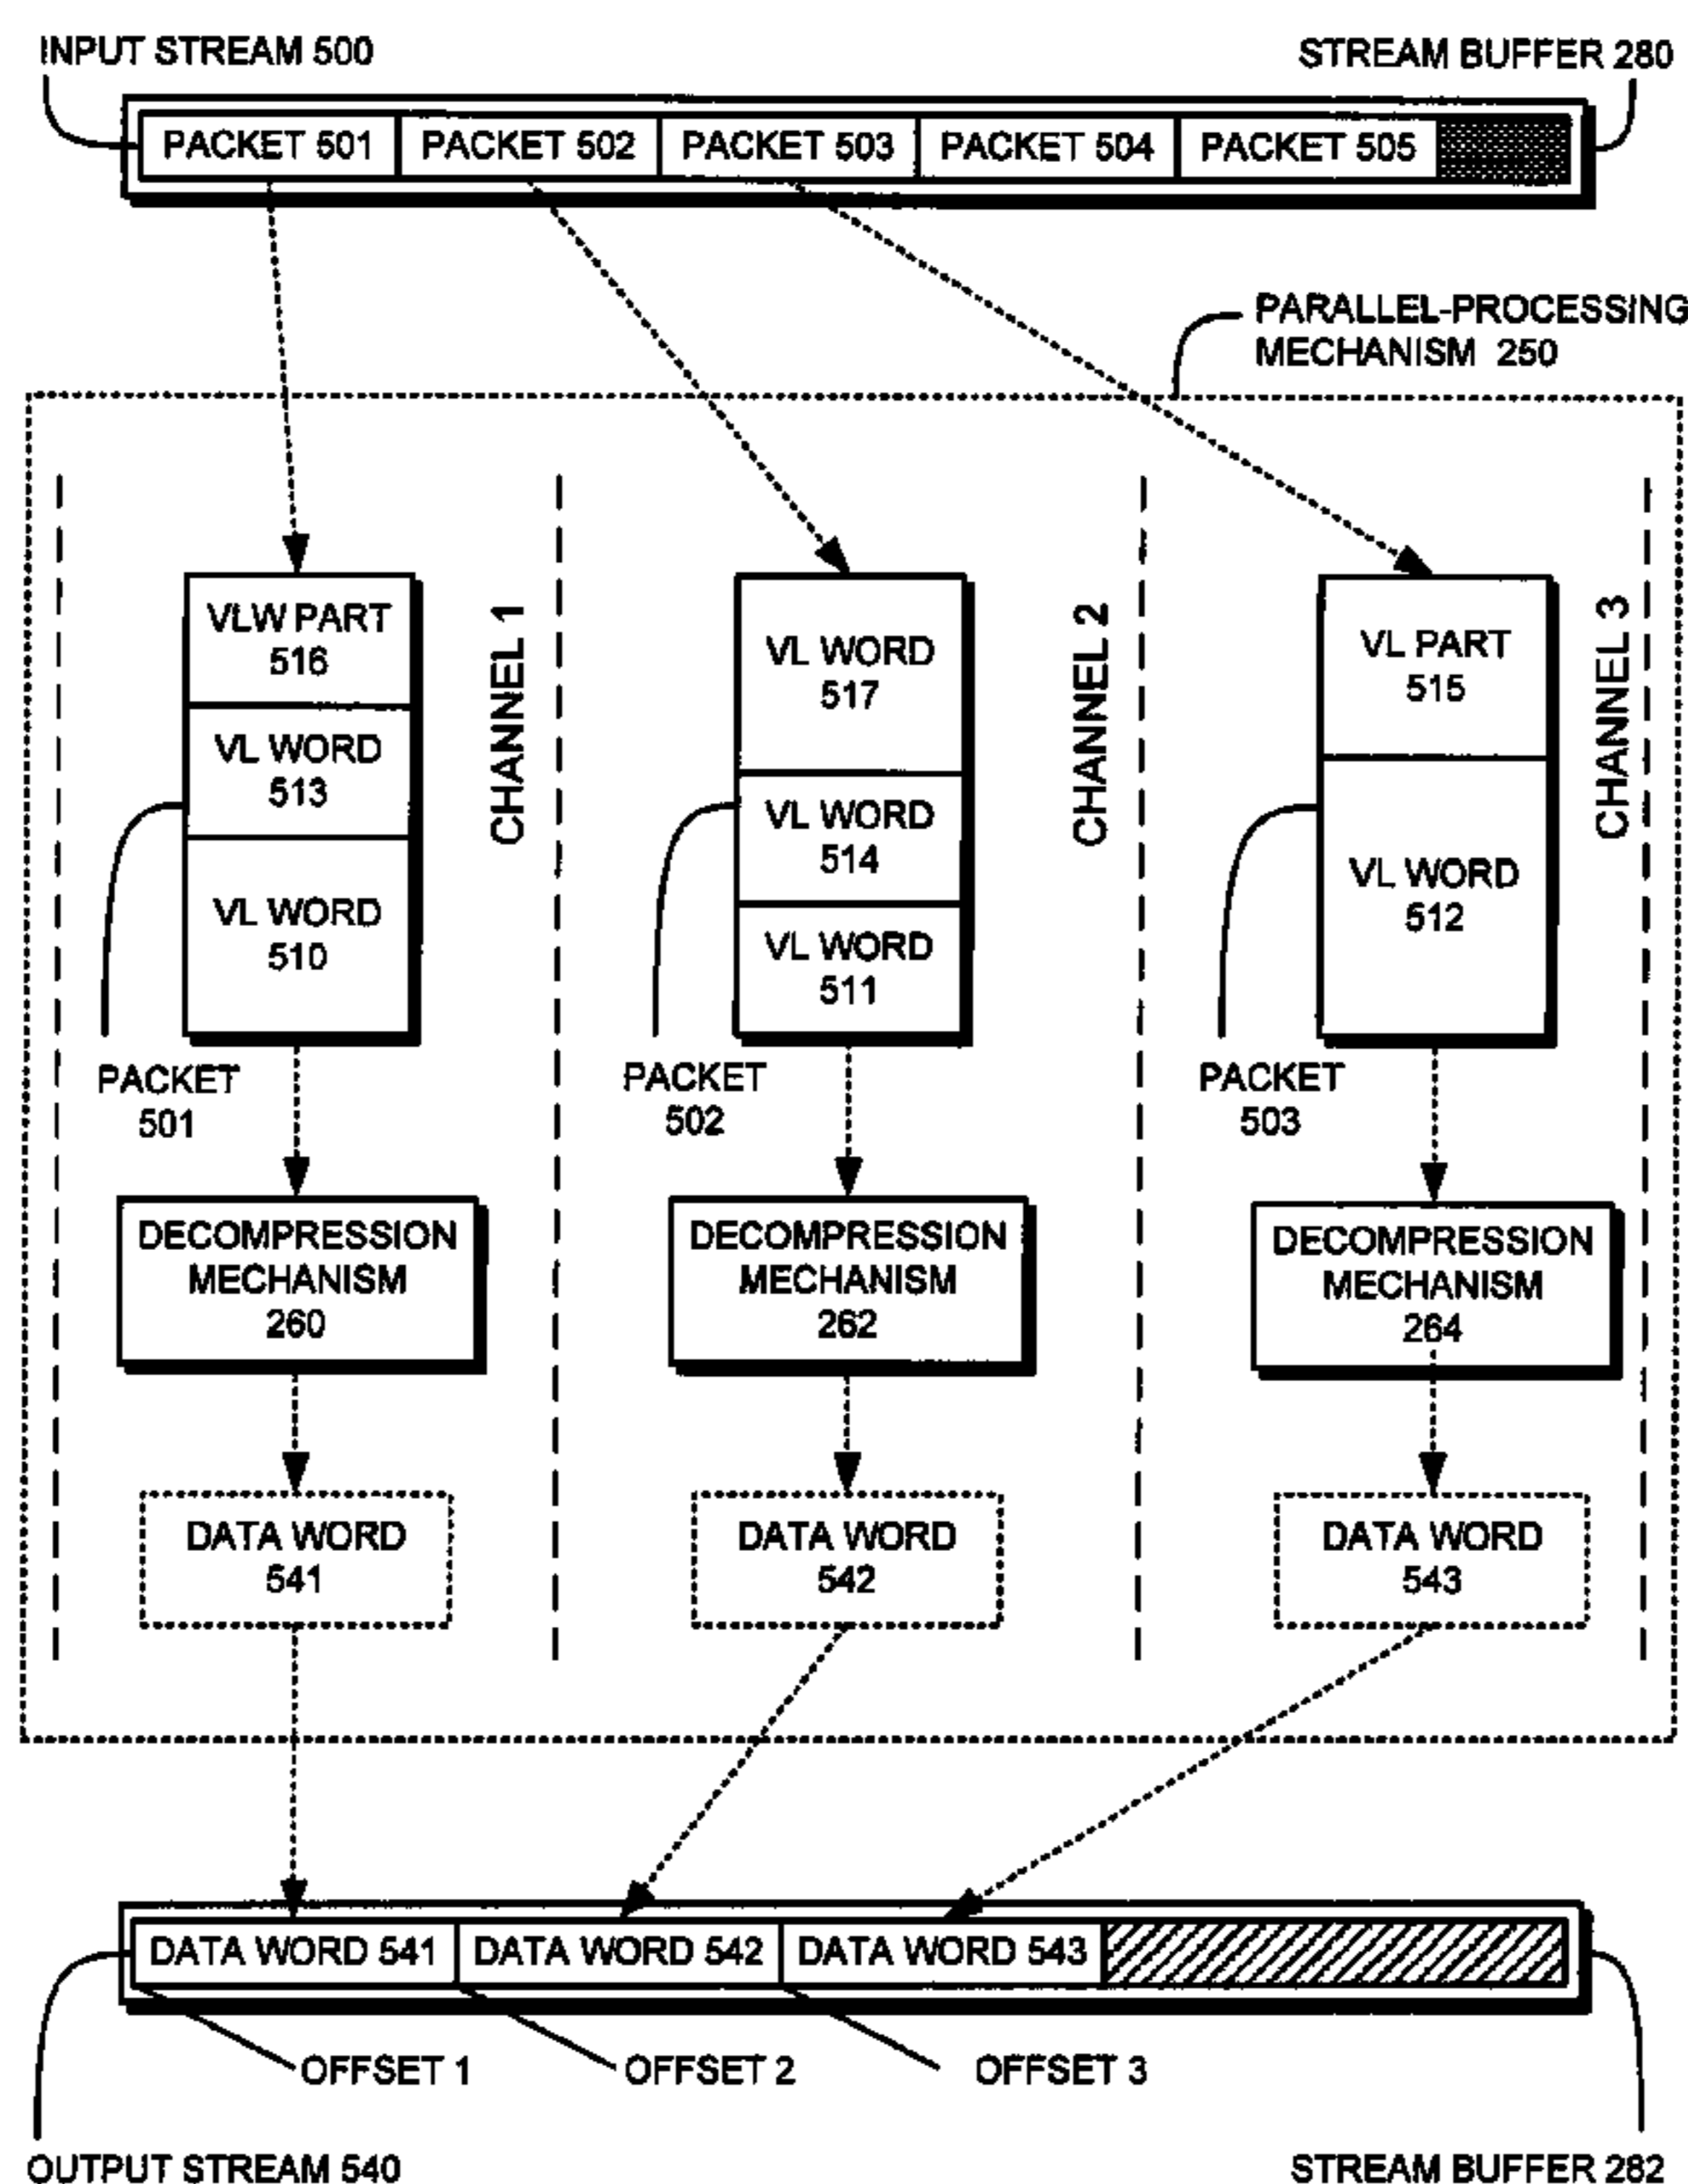 INPUT STREAM 500
STREAM BUFFER 280
PACKET 501
PACKET 502
PACKET 503
PACKET 504
PACKET 505
PARALLEL-PROCESSING
MECHANISM 250
VLW PART
516
VL WORD
513
VL WORD
510
CHANNEL 1
PACKET
501
VL WORD
517
VL WORD
514
VL WORD
511
CHANNEL 2
PACKET
502
VL PART
515
VL WORD
512
CHANNEL 3
PACKET
503
DECOMPRESSION
MECHANISM
260
DECOMPRESSION
MECHANISM
262
DECOMPRESSION
MECHANISM
264
DATA WORD
541
DATA WORD
542
DATA WORD
543
DATA WORD 541
DATA WORD 542
DATA WORD 543
OFFSET 1
OFFSET 2
OFFSET 3
OUTPUT STREAM 540
STREAM BUFFER 282